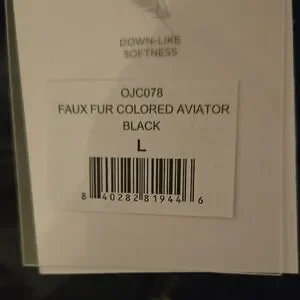 DOWN-LIKE
SOFTNESS
OJC078
FAUX FUR COLORED AVIATOR
BLACK
L
8 40282 81944 6